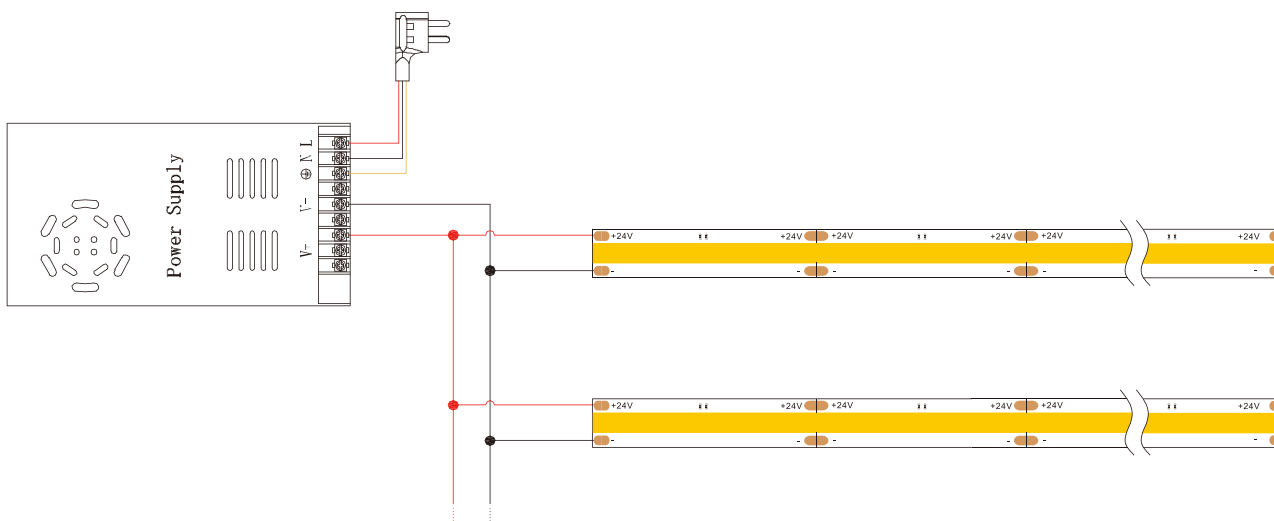 Power Supply
L
N
V-
V+
+24V +24V +24V +24V +24V +24V
- - - - - -
+24V +24V +24V +24V +24V +24V
- - - - - -